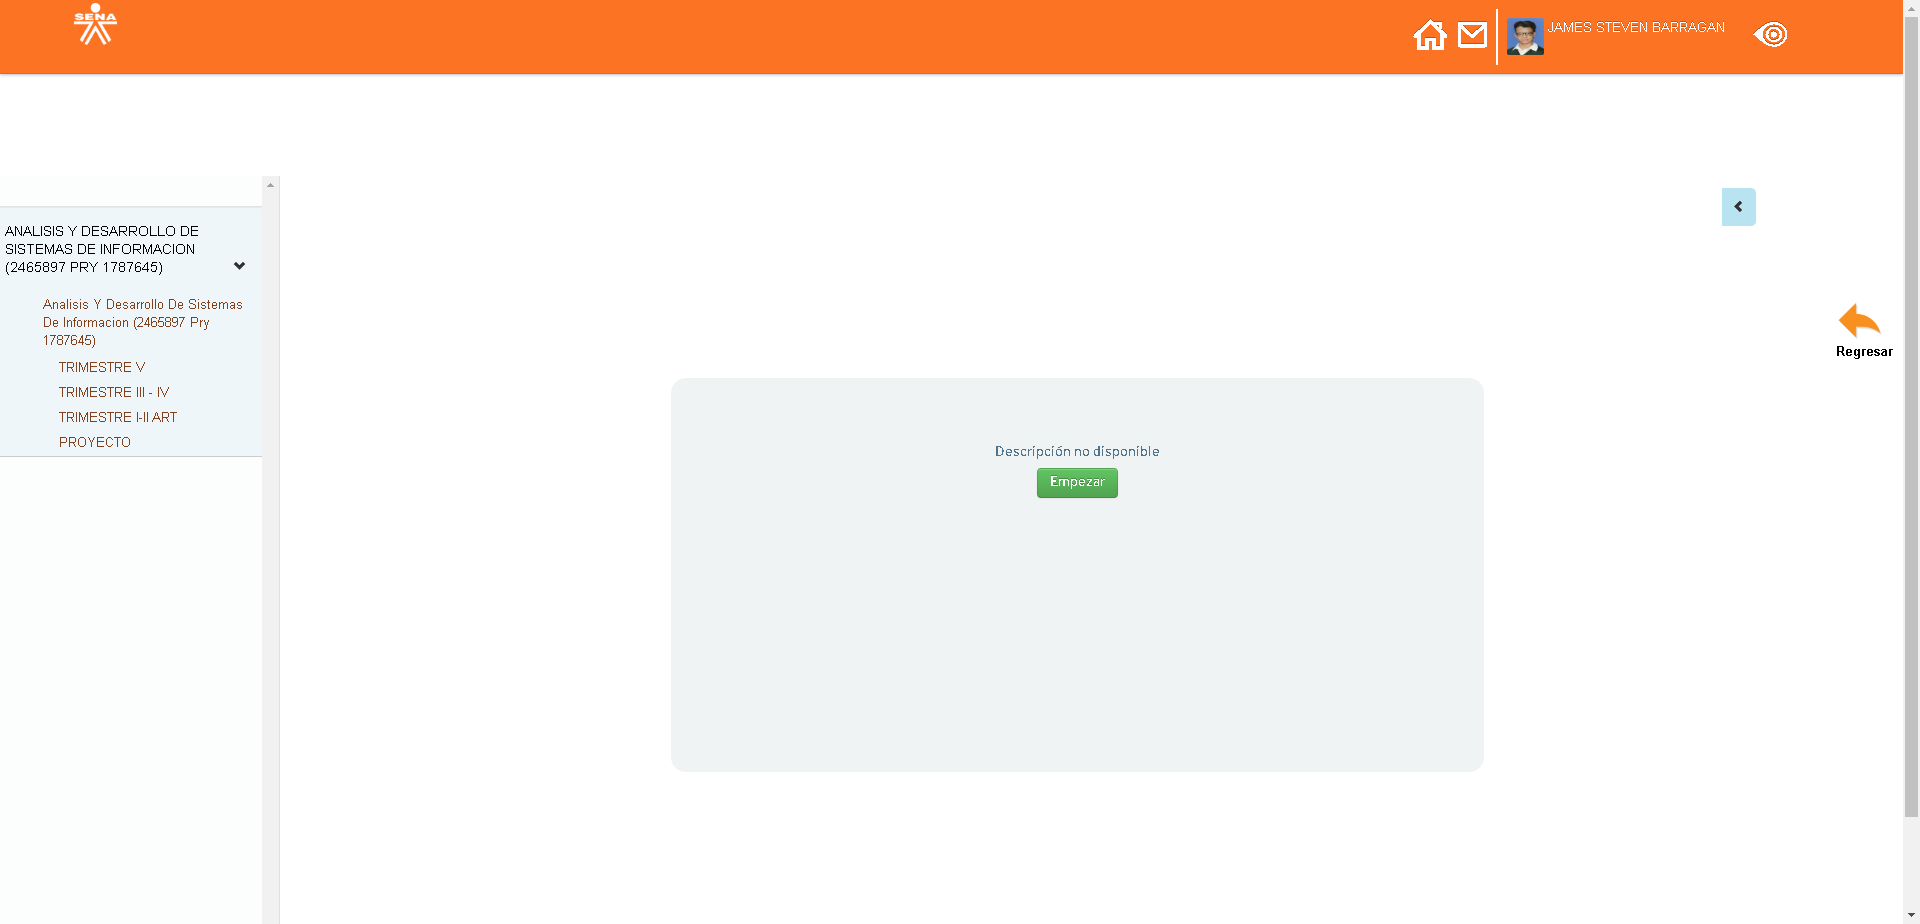 SENA
JAMES STEVEN BARRAGAN
ANALISIS Y DESARROLLO DE
SISTEMAS DE INFORMACION
(2465897 PRY 1787645)
Analisis Y Desarrollo De Sistemas
De Informacion (2465897 Pry
1787645)
TRIMESTRE V
TRIMESTRE III - IV
TRIMESTRE I-II ART
PROYECTO
Regresar
Descripción no disponible
Empezar